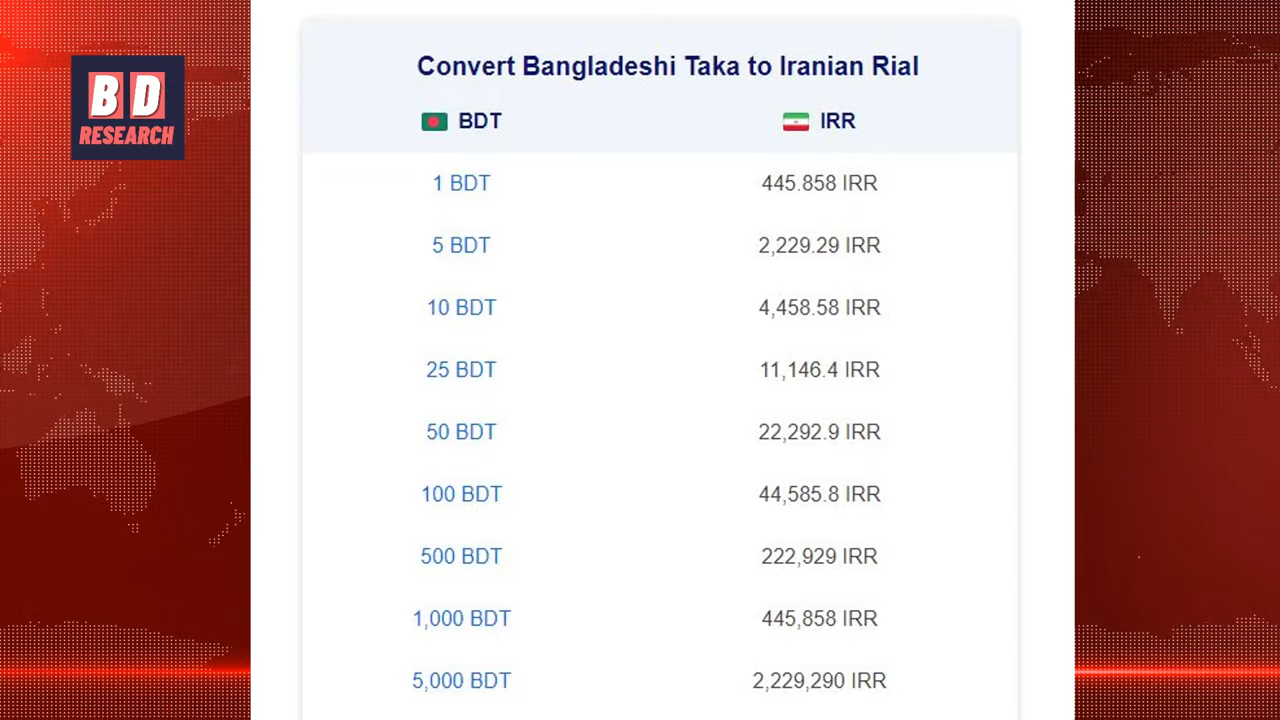 BD
RESEARCH
Convert Bangladeshi Taka to Iranian Rial
BDT IRR
1 BDT 445.858 IRR
5 BDT 2,229.29 IRR
10 BDT 4,458.58 IRR
25 BDT 11,146.4 IRR
50 BDT 22,292.9 IRR
100 BDT 44,585.8 IRR
500 BDT 222,929 IRR
1,000 BDT 445,858 IRR
5,000 BDT 2,229,290 IRR